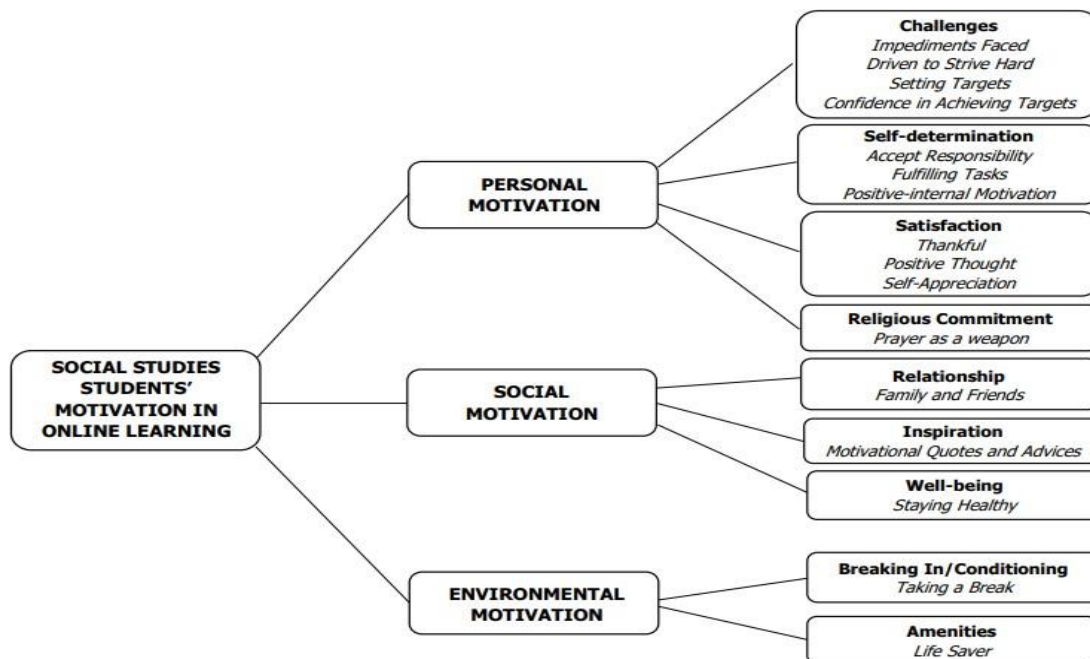 Challenges
Impediments Faced
Driven to Strive Hard
Setting Targets
Confidence in Achieving Targets
Self-determination
Accept Responsibility
Fulfilling Tasks
Positive-internal Motivation
PERSONAL
MOTIVATION
Satisfaction
Thankful
Positive Thought
Self-Appreciation
Religious Commitment
Prayer as a weapon
SOCIAL STUDIES
STUDENTS’
MOTIVATION IN
ONLINE LEARNING
SOCIAL
MOTIVATION
Relationship
Family and Friends
Inspiration
Motivational Quotes and Advices
Well-being
Staying Healthy
ENVIRONMENTAL
MOTIVATION
Breaking In/Conditioning
Taking a Break
Amenities
Life Saver